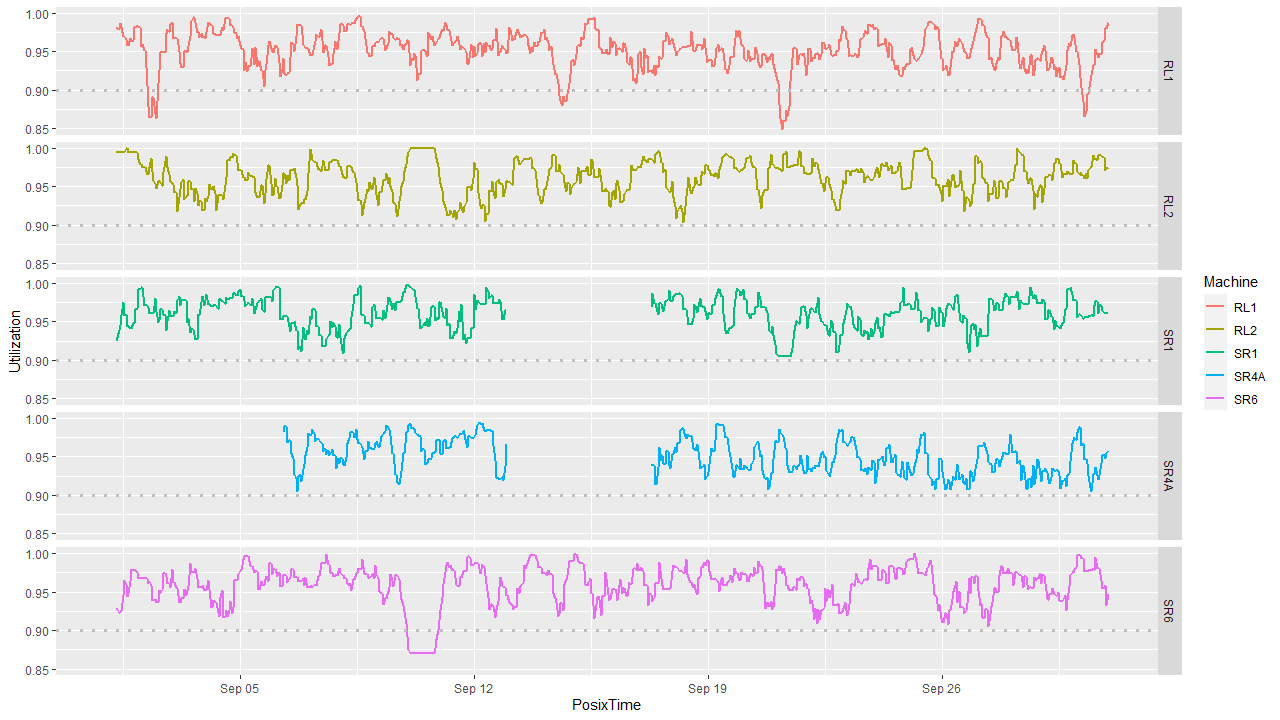 1.00
0.95
0.90
0.85
RL1
1.00
0.95
0.90
0.85
RL2
1.00
0.95
0.90
0.85
SR1
1.00
0.95
0.90
0.85
SR4A
1.00
0.95
0.90
0.85
SR6
Utilization
Sep 05
Sep 12
Sep 19
Sep 26
PosixTime
Machine
RL1
RL2
SR1
SR4A
SR6